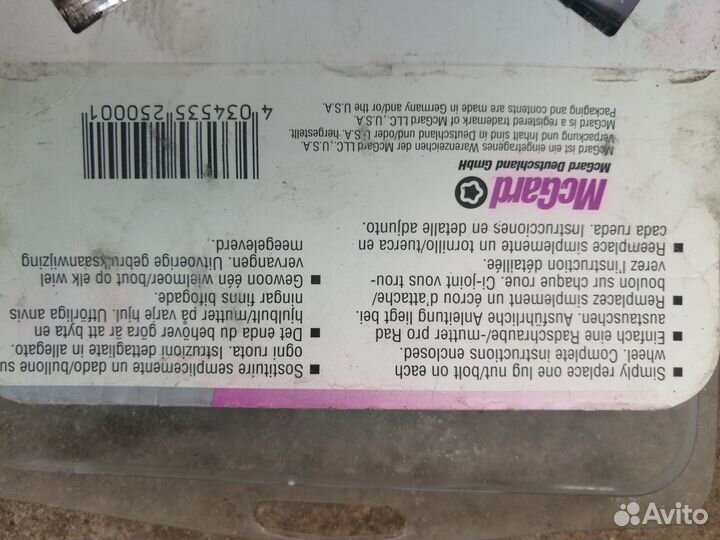 ■ Simply replace one lug nut/bolt on each
wheel. Complete instructions enclosed.
■ Einfach eine Radschraube/-mutter pro Rad
austauschen. Ausführliche Anleitung liegt bei.
■ Remplacez simplement un écrou d'attache/
boulon sur chaque roue. Ci-joint vous trou-
verez l'instruction détaillée.
■ Reemplace simplemente un tornillo/tuerca en
cada rueda. Instrucciones en detalle adjunto.
■ Sostituire semplicemente un dado/bullone su
ogni ruota. Istruzioni dettagliate in allegato.
■ Det enda du behöver göra är att byta en
hjulbult/mutter på varje hjul. Utförliga anvis
ningar finns bifogade.
■ Gewoon één wielmoer/bout op elk wiel
vervangen. Uitvoerige gebruiksaanwijzing
meegeleverd.
McGard
McGard Deutschland GmbH
McGard ist ein eingetragenes Warenzeichen der McGard LLC., U.S.A.
Verpackung und Inhalt sind in Deutschland und/oder U.S.A. hergestellt.
McGard is a registered trademark of McGard LLC., U.S.A.
Packaging and contents are made in Germany and/or the U.S.A.
4 034535 250001
Avito